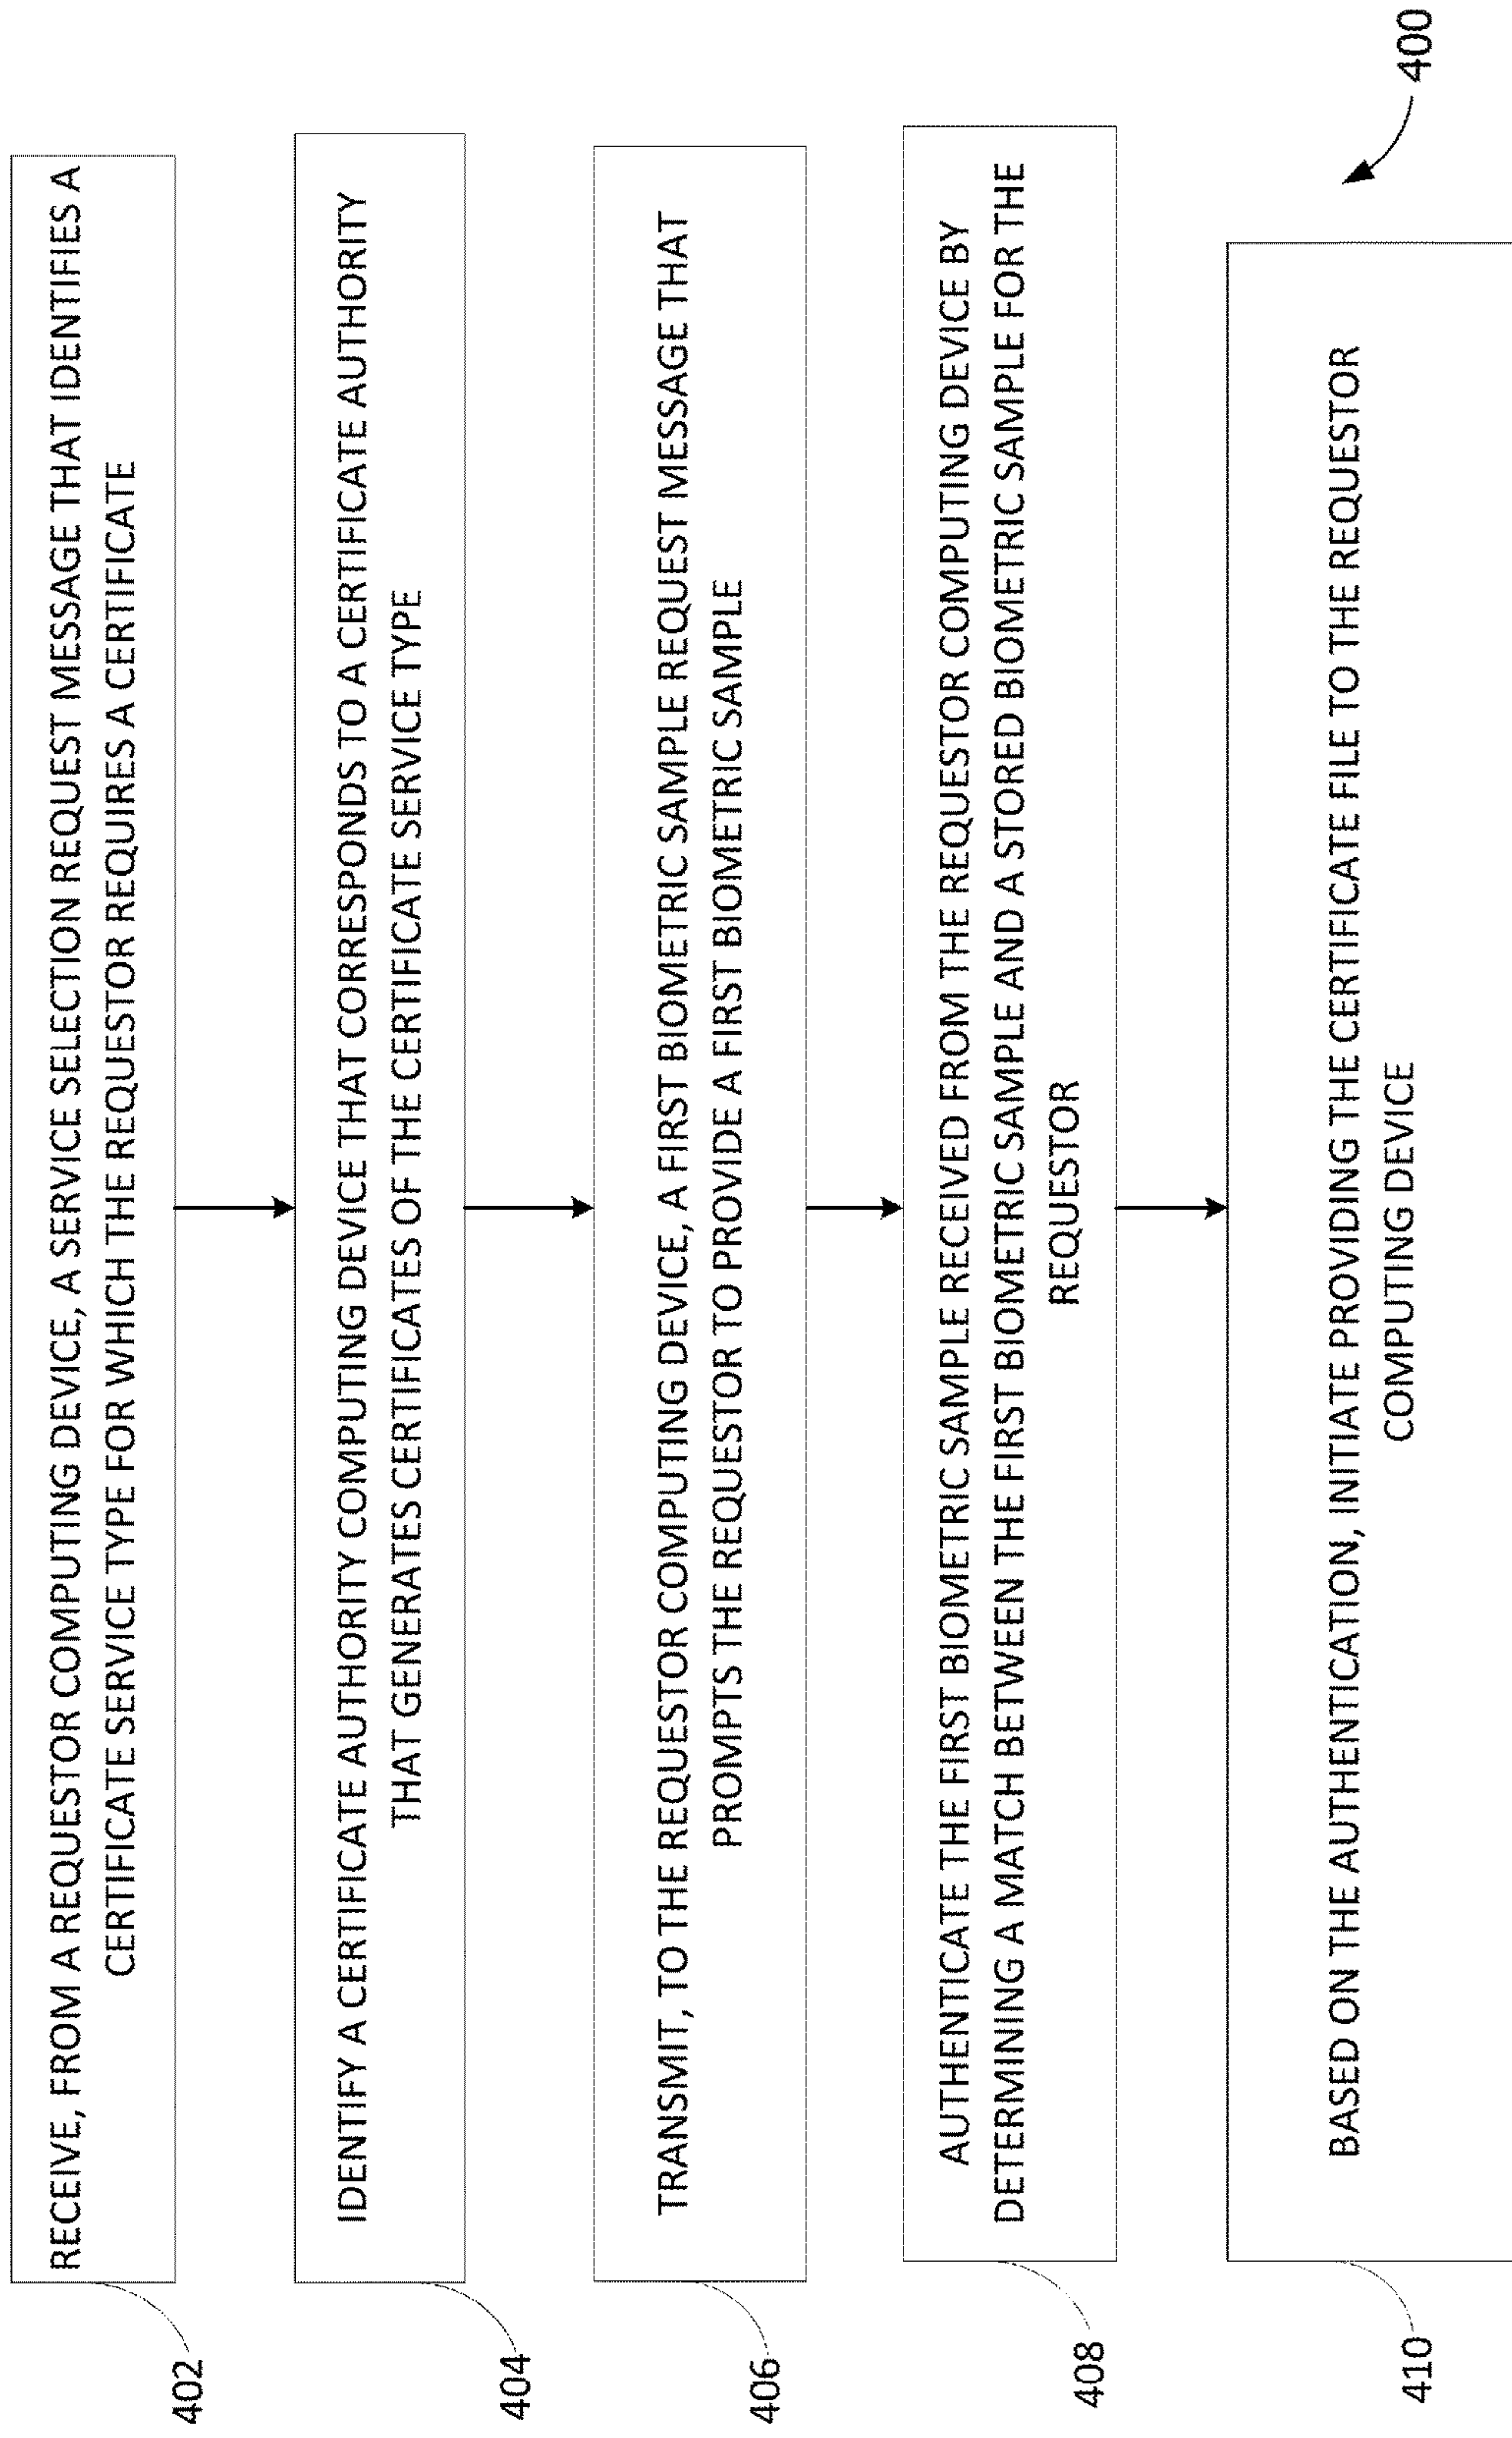 RECEIVE, FROM A REQUESTOR COMPUTING DEVICE, A SERVICE SELECTION REQUEST MESSAGE THAT IDENTIFIES A
CERTIFICATE SERVICE TYPE FOR WHICH THE REQUESTOR REQUIRES A CERTIFICATE
402
IDENTIFY A CERTIFICATE AUTHORITY COMPUTING DEVICE THAT CORRESPONDS TO A CERTIFICATE AUTHORITY
THAT GENERATES CERTIFICATES OF THE CERTIFICATE SERVICE TYPE
404
TRANSMIT, TO THE REQUESTOR COMPUTING DEVICE, A FIRST BIOMETRIC SAMPLE REQUEST MESSAGE THAT
PROMPTS THE REQUESTOR TO PROVIDE A FIRST BIOMETRIC SAMPLE
406
AUTHENTICATE THE FIRST BIOMETRIC SAMPLE RECEIVED FROM THE REQUESTOR COMPUTING DEVICE BY
DETERMINING A MATCH BETWEEN THE FIRST BIOMETRIC SAMPLE AND A STORED BIOMETRIC SAMPLE FOR THE
REQUESTOR
408
BASED ON THE AUTHENTICATION, INITIATE PROVIDING THE CERTIFICATE FILE TO THE REQUESTOR
COMPUTING DEVICE
410
400